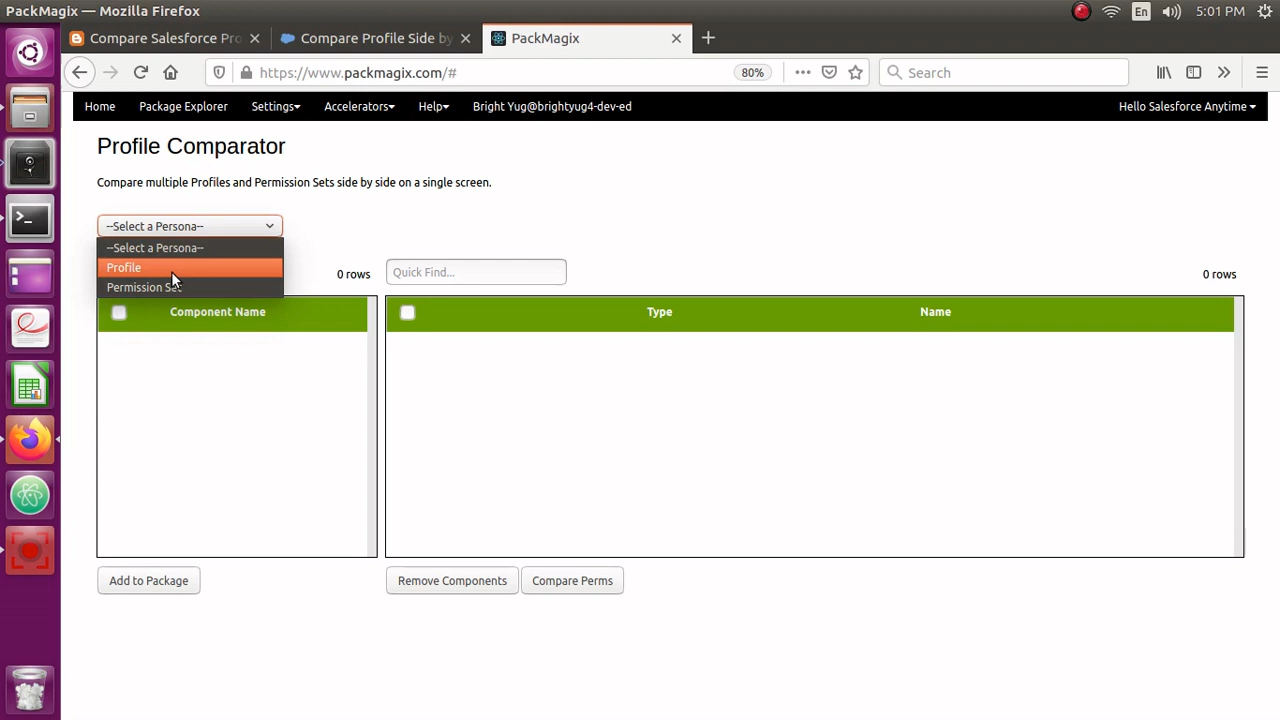 PackMagix — Mozilla Firefox
En
5:01 PM
Compare Salesforce Pro
Compare Profile Side by
PackMagix
https://www.packmagix.com/#
80%
Search
Home
Package Explorer
Settings
Accelerators
Help
Bright Yug@brightyug4-dev-ed
Hello Salesforce Anytime
Profile Comparator
Compare multiple Profiles and Permission Sets side by side on a single screen.
--Select a Persona--
--Select a Persona--
Profile
Permission Set
0 rows
Quick Find...
0 rows
Component Name
Type
Name
Add to Package
Remove Components
Compare Perms